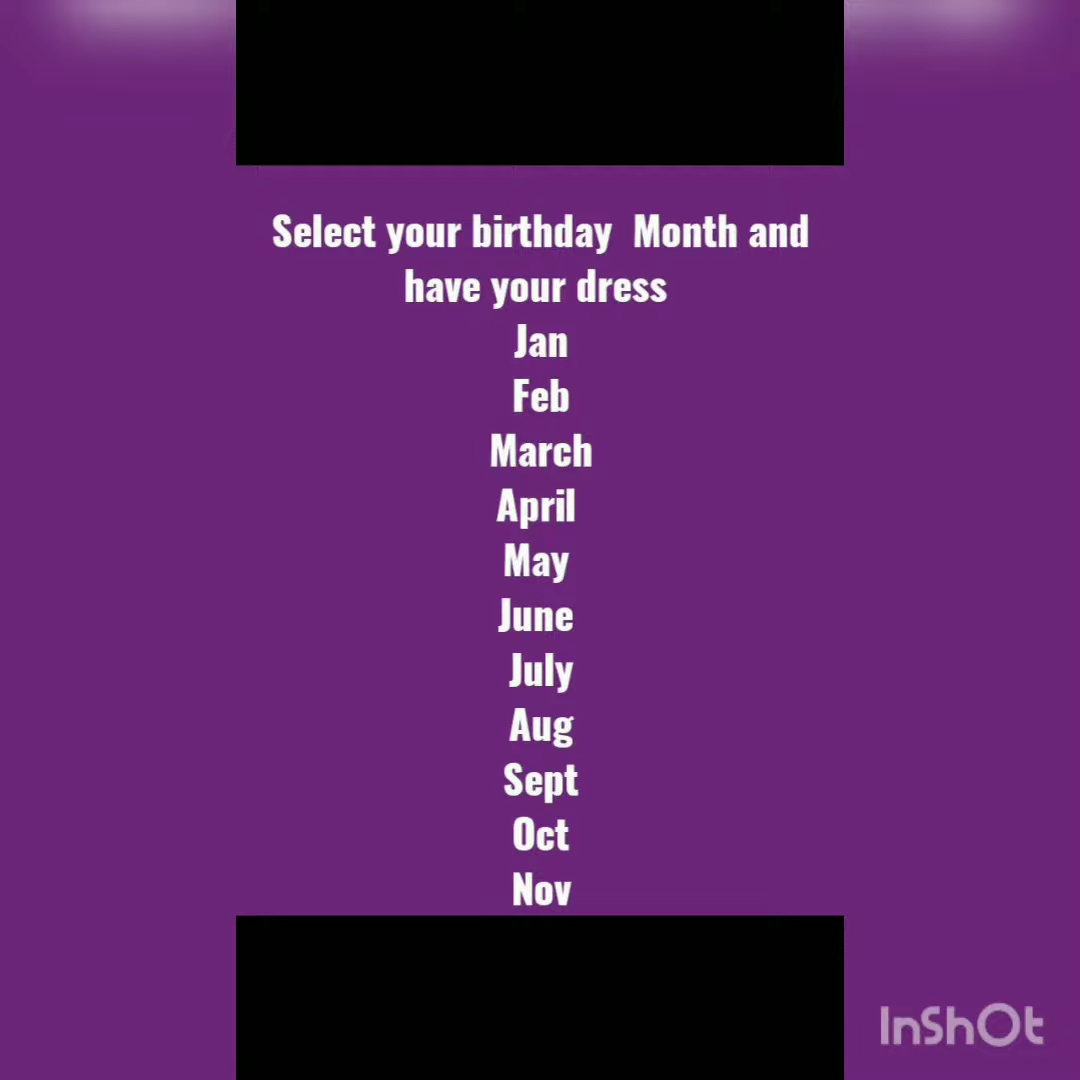 Select your birthday Month and
have your dress
Jan
Feb
March
April
May
June
July
Aug
Sept
Oct
Nov
InShOt